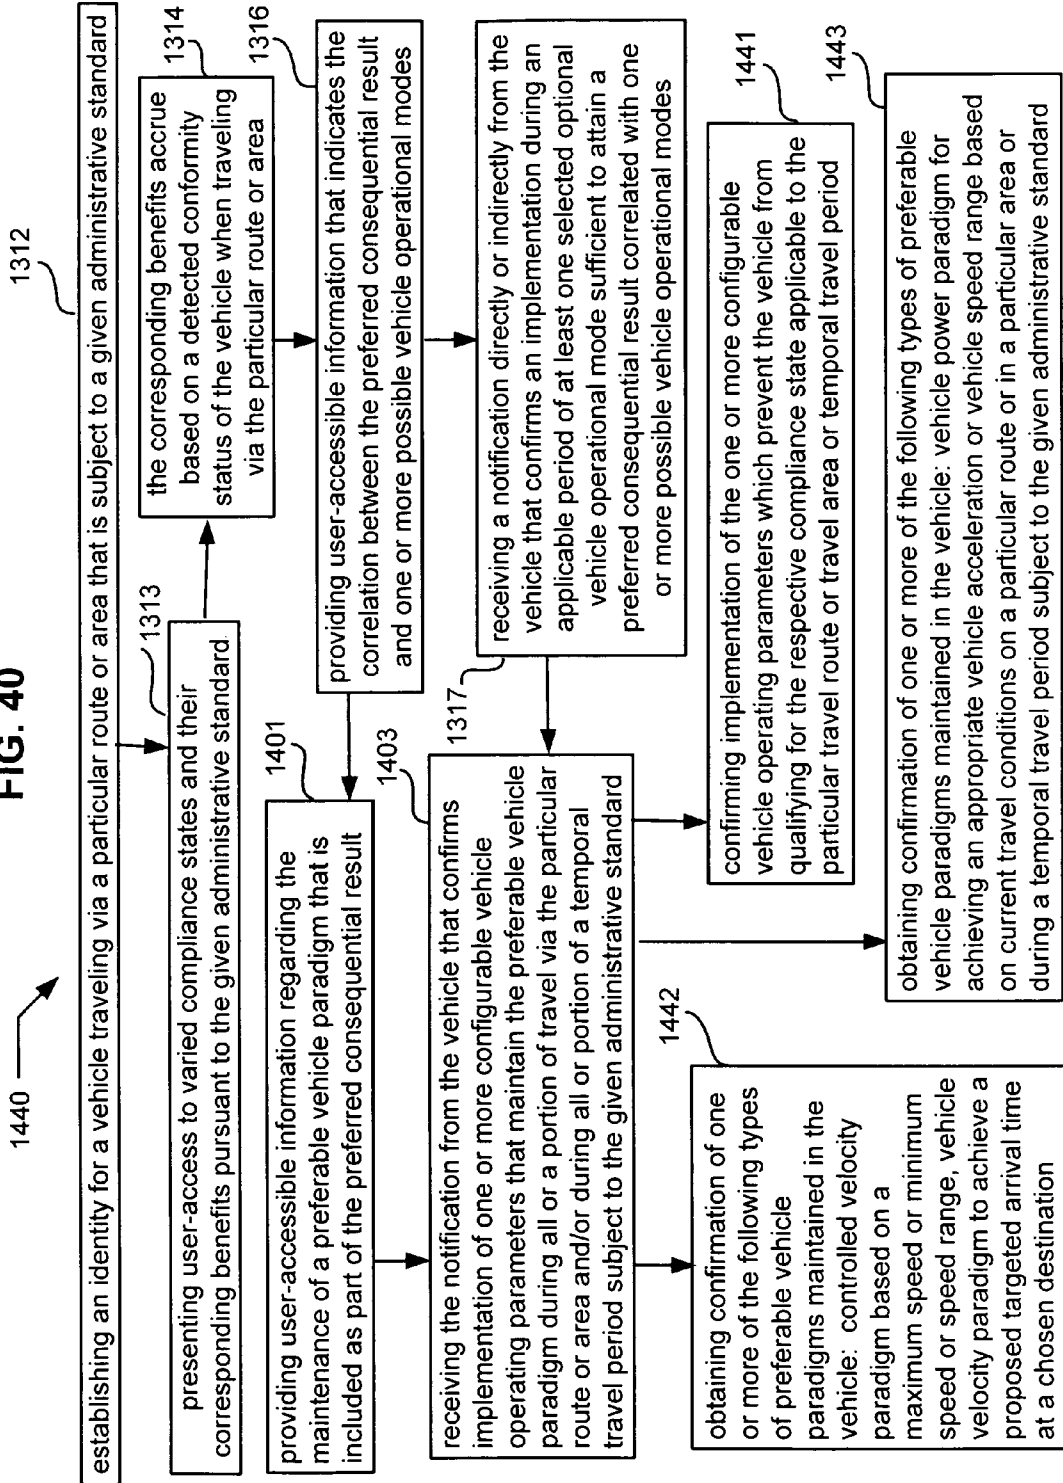 FIG. 40
1440
1312
establishing an identity for a vehicle traveling via a particular route or area that is subject to a given administrative standard
1313
presenting user-access to varied compliance states and their
corresponding benefits pursuant to the given administrative standard
1314
the corresponding benefits accrue
based on a detected conformity
status of the vehicle when traveling
via the particular route or area
1316
providing user-accessible information that indicates the
correlation between the preferred consequential result
and one or more possible vehicle operational modes
1401
providing user-accessible information regarding the
maintenance of a preferable vehicle paradigm that is
included as part of the preferred consequential result
1317
receiving a notification directly or indirectly from the
vehicle that confirms an implementation during an
applicable period of at least one selected optional
vehicle operational mode sufficient to attain a
preferred consequential result correlated with one
or more possible vehicle operational modes
1403
receiving the notification from the vehicle that confirms
implementation of one or more configurable vehicle
operating parameters that maintain the preferable vehicle
paradigm during all or a portion of travel via the particular
route or area and/or during all or portion of a temporal
travel period subject to the given administrative standard
1441
confirming implementation of the one or more configurable
vehicle operating parameters which prevent the vehicle from
qualifying for the respective compliance state applicable to the
particular travel route or travel area or temporal travel period
1442
obtaining confirmation of one
or more of the following types
of preferable vehicle
paradigms maintained in the
vehicle: controlled velocity
paradigm based on a
maximum speed or minimum
speed or speed range, vehicle
velocity paradigm to achieve a
proposed targeted arrival time
at a chosen destination
1443
obtaining confirmation of one or more of the following types of preferable
vehicle paradigms maintained in the vehicle: vehicle power paradigm for
achieving an appropriate vehicle acceleration or vehicle speed range based
on current travel conditions on a particular route or in a particular area or
during a temporal travel period subject to the given administrative standard